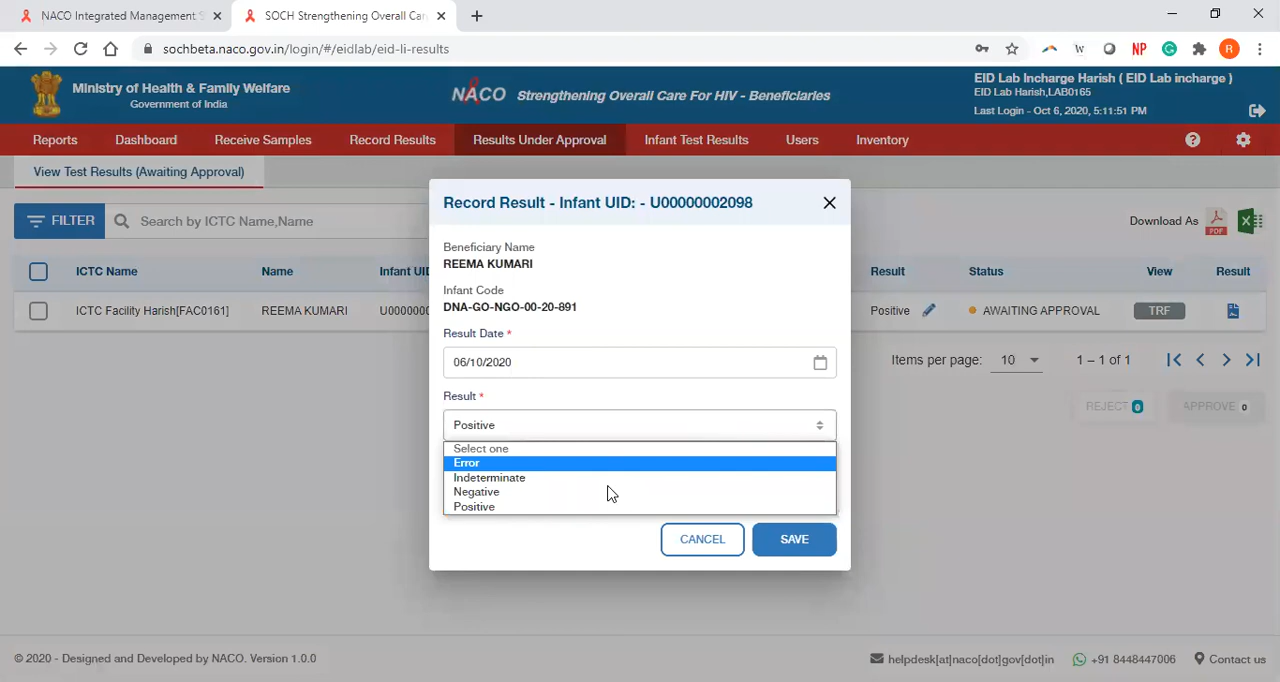 NACO Integrated Management S
SOCH Strengthening Overall Car
sochbeta.naco.gov.in/login/#/eidlab/eid-li-results
W
NP
R
Ministry of Health & Family Welfare
Government of India
NACO Strengthening Overall Care For HIV - Beneficiaries
EID Lab Incharge Harish ( EID Lab incharge )
EID Lab Harish,LAB0165
Last Login - Oct 6, 2020, 5:11:51 PM
Reports Dashboard Receive Samples Record Results Results Under Approval Infant Test Results Users Inventory
View Test Results (Awaiting Approval)
FILTER
Search by ICTC Name,Name
Download As
PDF
ICTC Name Name Infant UID Result Status View Result
ICTC Facility Harish[FAC0161] REEMA KUMARI U0000000 Positive AWAITING APPROVAL TRF
Items per page: 10 1 – 1 of 1
REJECT 0 APPROVE 0
Record Result - Infant UID: - U00000002098
Beneficiary Name
REEMA KUMARI
Infant Code
DNA-GO-NGO-00-20-891
Result Date *
06/10/2020
Result *
Positive
Select one
Error
Indeterminate
Negative
Positive
CANCEL SAVE
© 2020 - Designed and Developed by NACO. Version 1.0.0
helpdesk[at]naco[dot]gov[dot]in +91 8448447006 Contact us